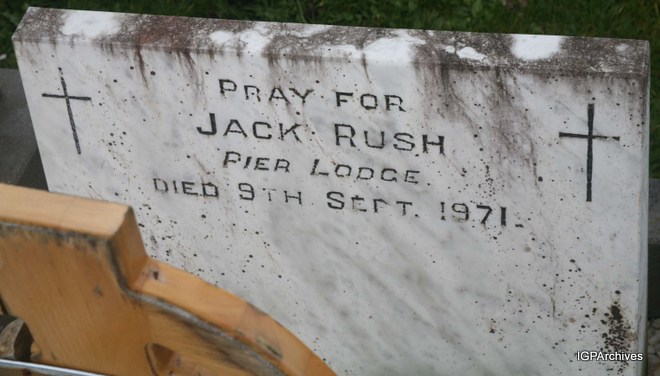 PRAY FOR
JACK RUSH
PIER LODGE
DIED 9TH SEPT. 1971.
IGPArchives